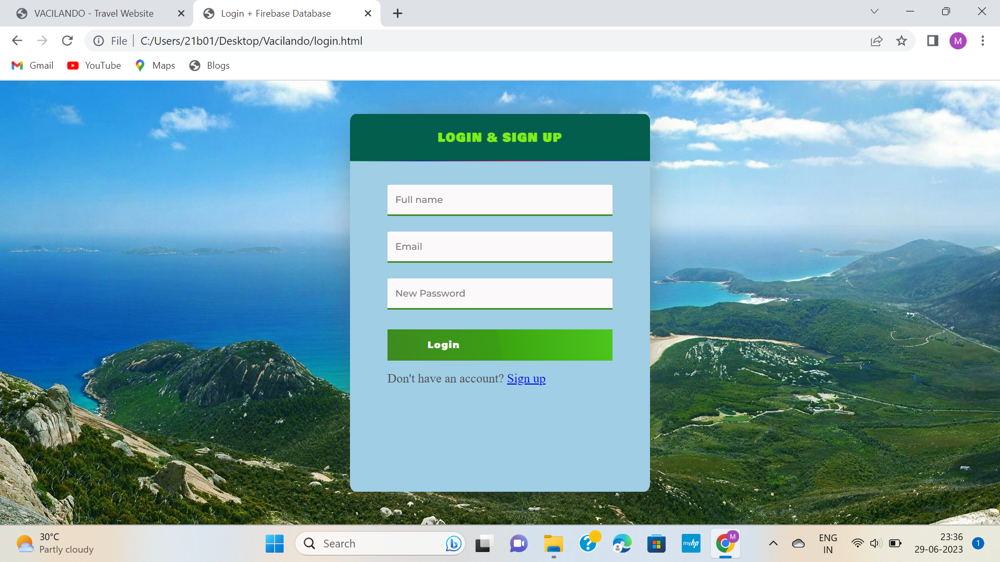 VACILANDO - Travel Website
Login + Firebase Database
File
C:/Users/21b01/Desktop/Vacilando/login.html
M
Gmail
YouTube
Maps
Blogs
LOGIN & SIGN UP
Full name
Email
New Password
Login
Don't have an account? Sign up
30°C
Partly cloudy
Search
?
myhp
M
ENG
IN
23:36
29-06-2023
1